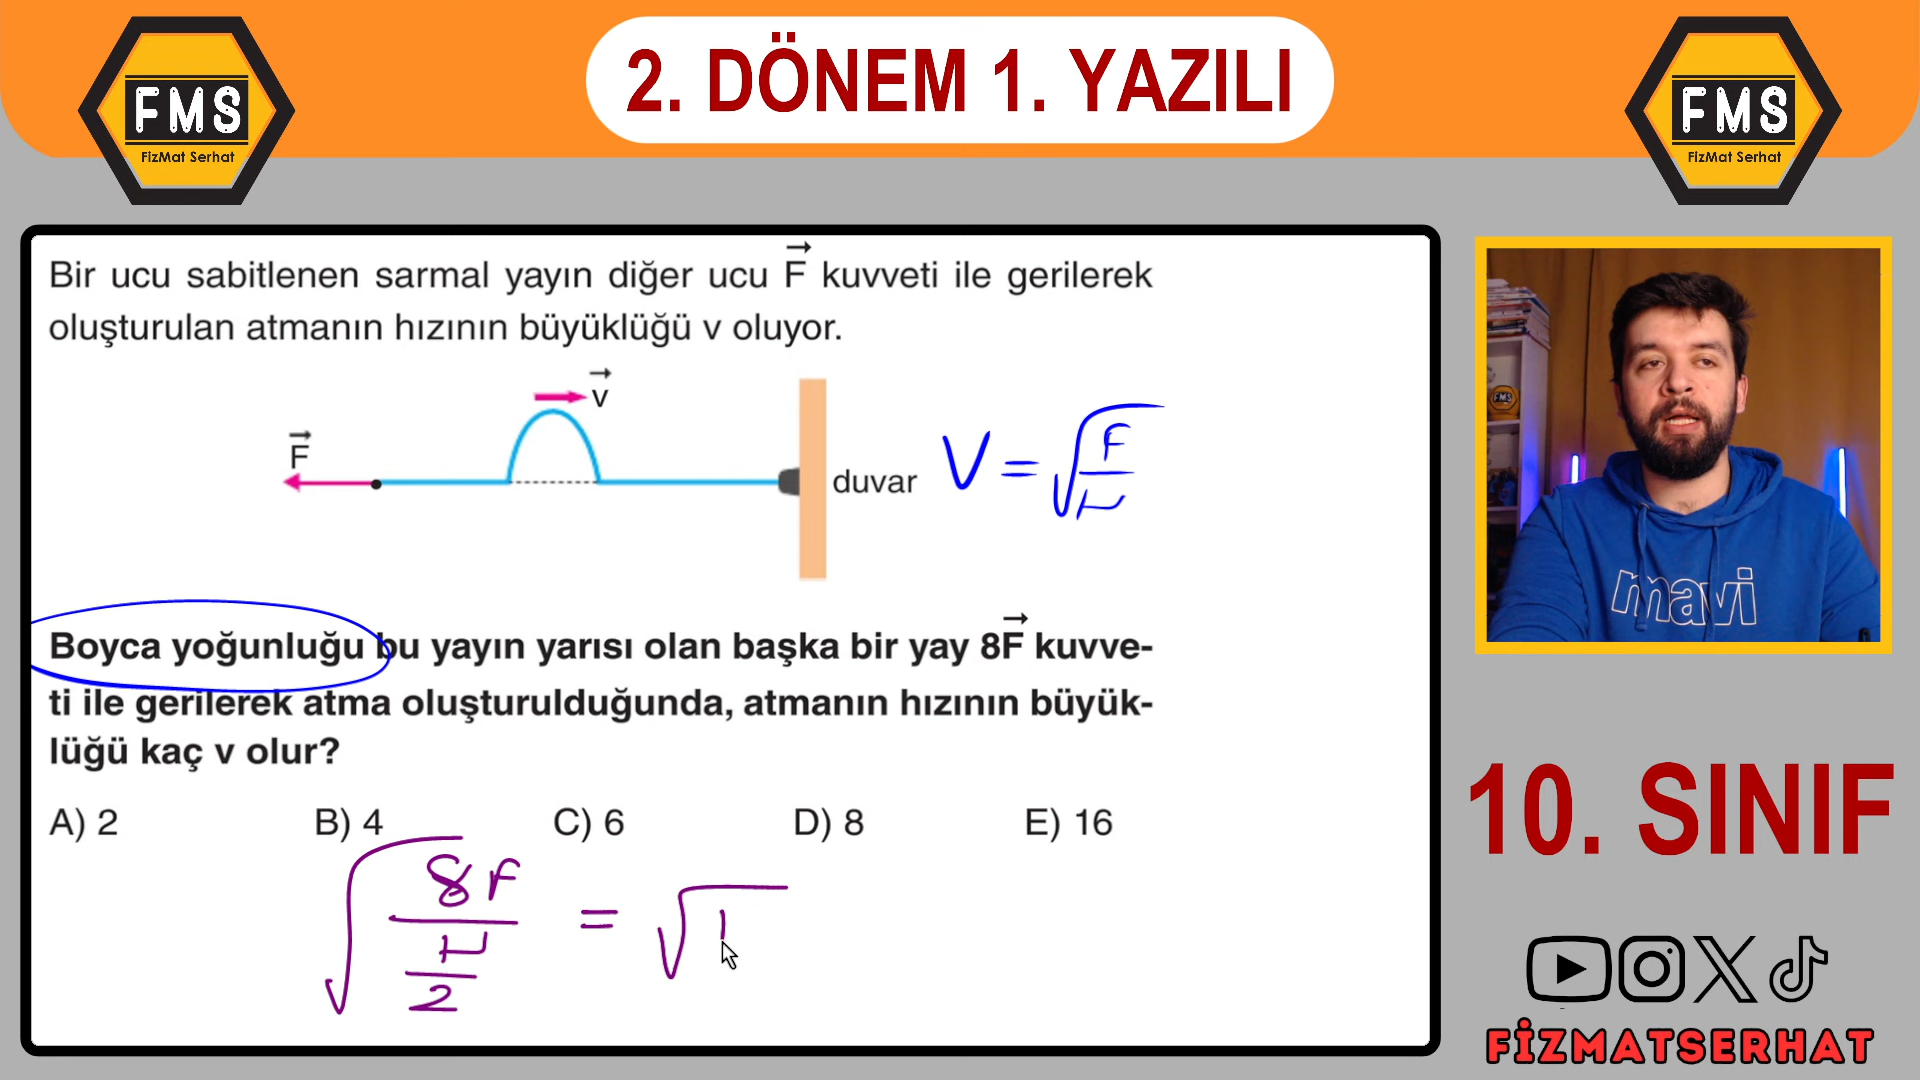 2. DÖNEM 1. YAZILI
FMS
FizMat Serhat
FMS
FizMat Serhat
Bir ucu sabitlenen sarmal yayın diğer ucu F kuvveti ile gerilerek
oluşturulan atmanın hızının büyüklüğü v oluyor.
v
F
duvar
V = √F/μ
Boyca yoğunluğu bu yayın yarısı olan başka bir yay 8F kuvve-
ti ile gerilerek atma oluşturulduğunda, atmanın hızının büyük-
lüğü kaç v olur?
A) 2 B) 4 C) 6 D) 8 E) 16
√8F/μ/2 = √1
FMS
mavi
10. SINIF
FİZMATSERHAT